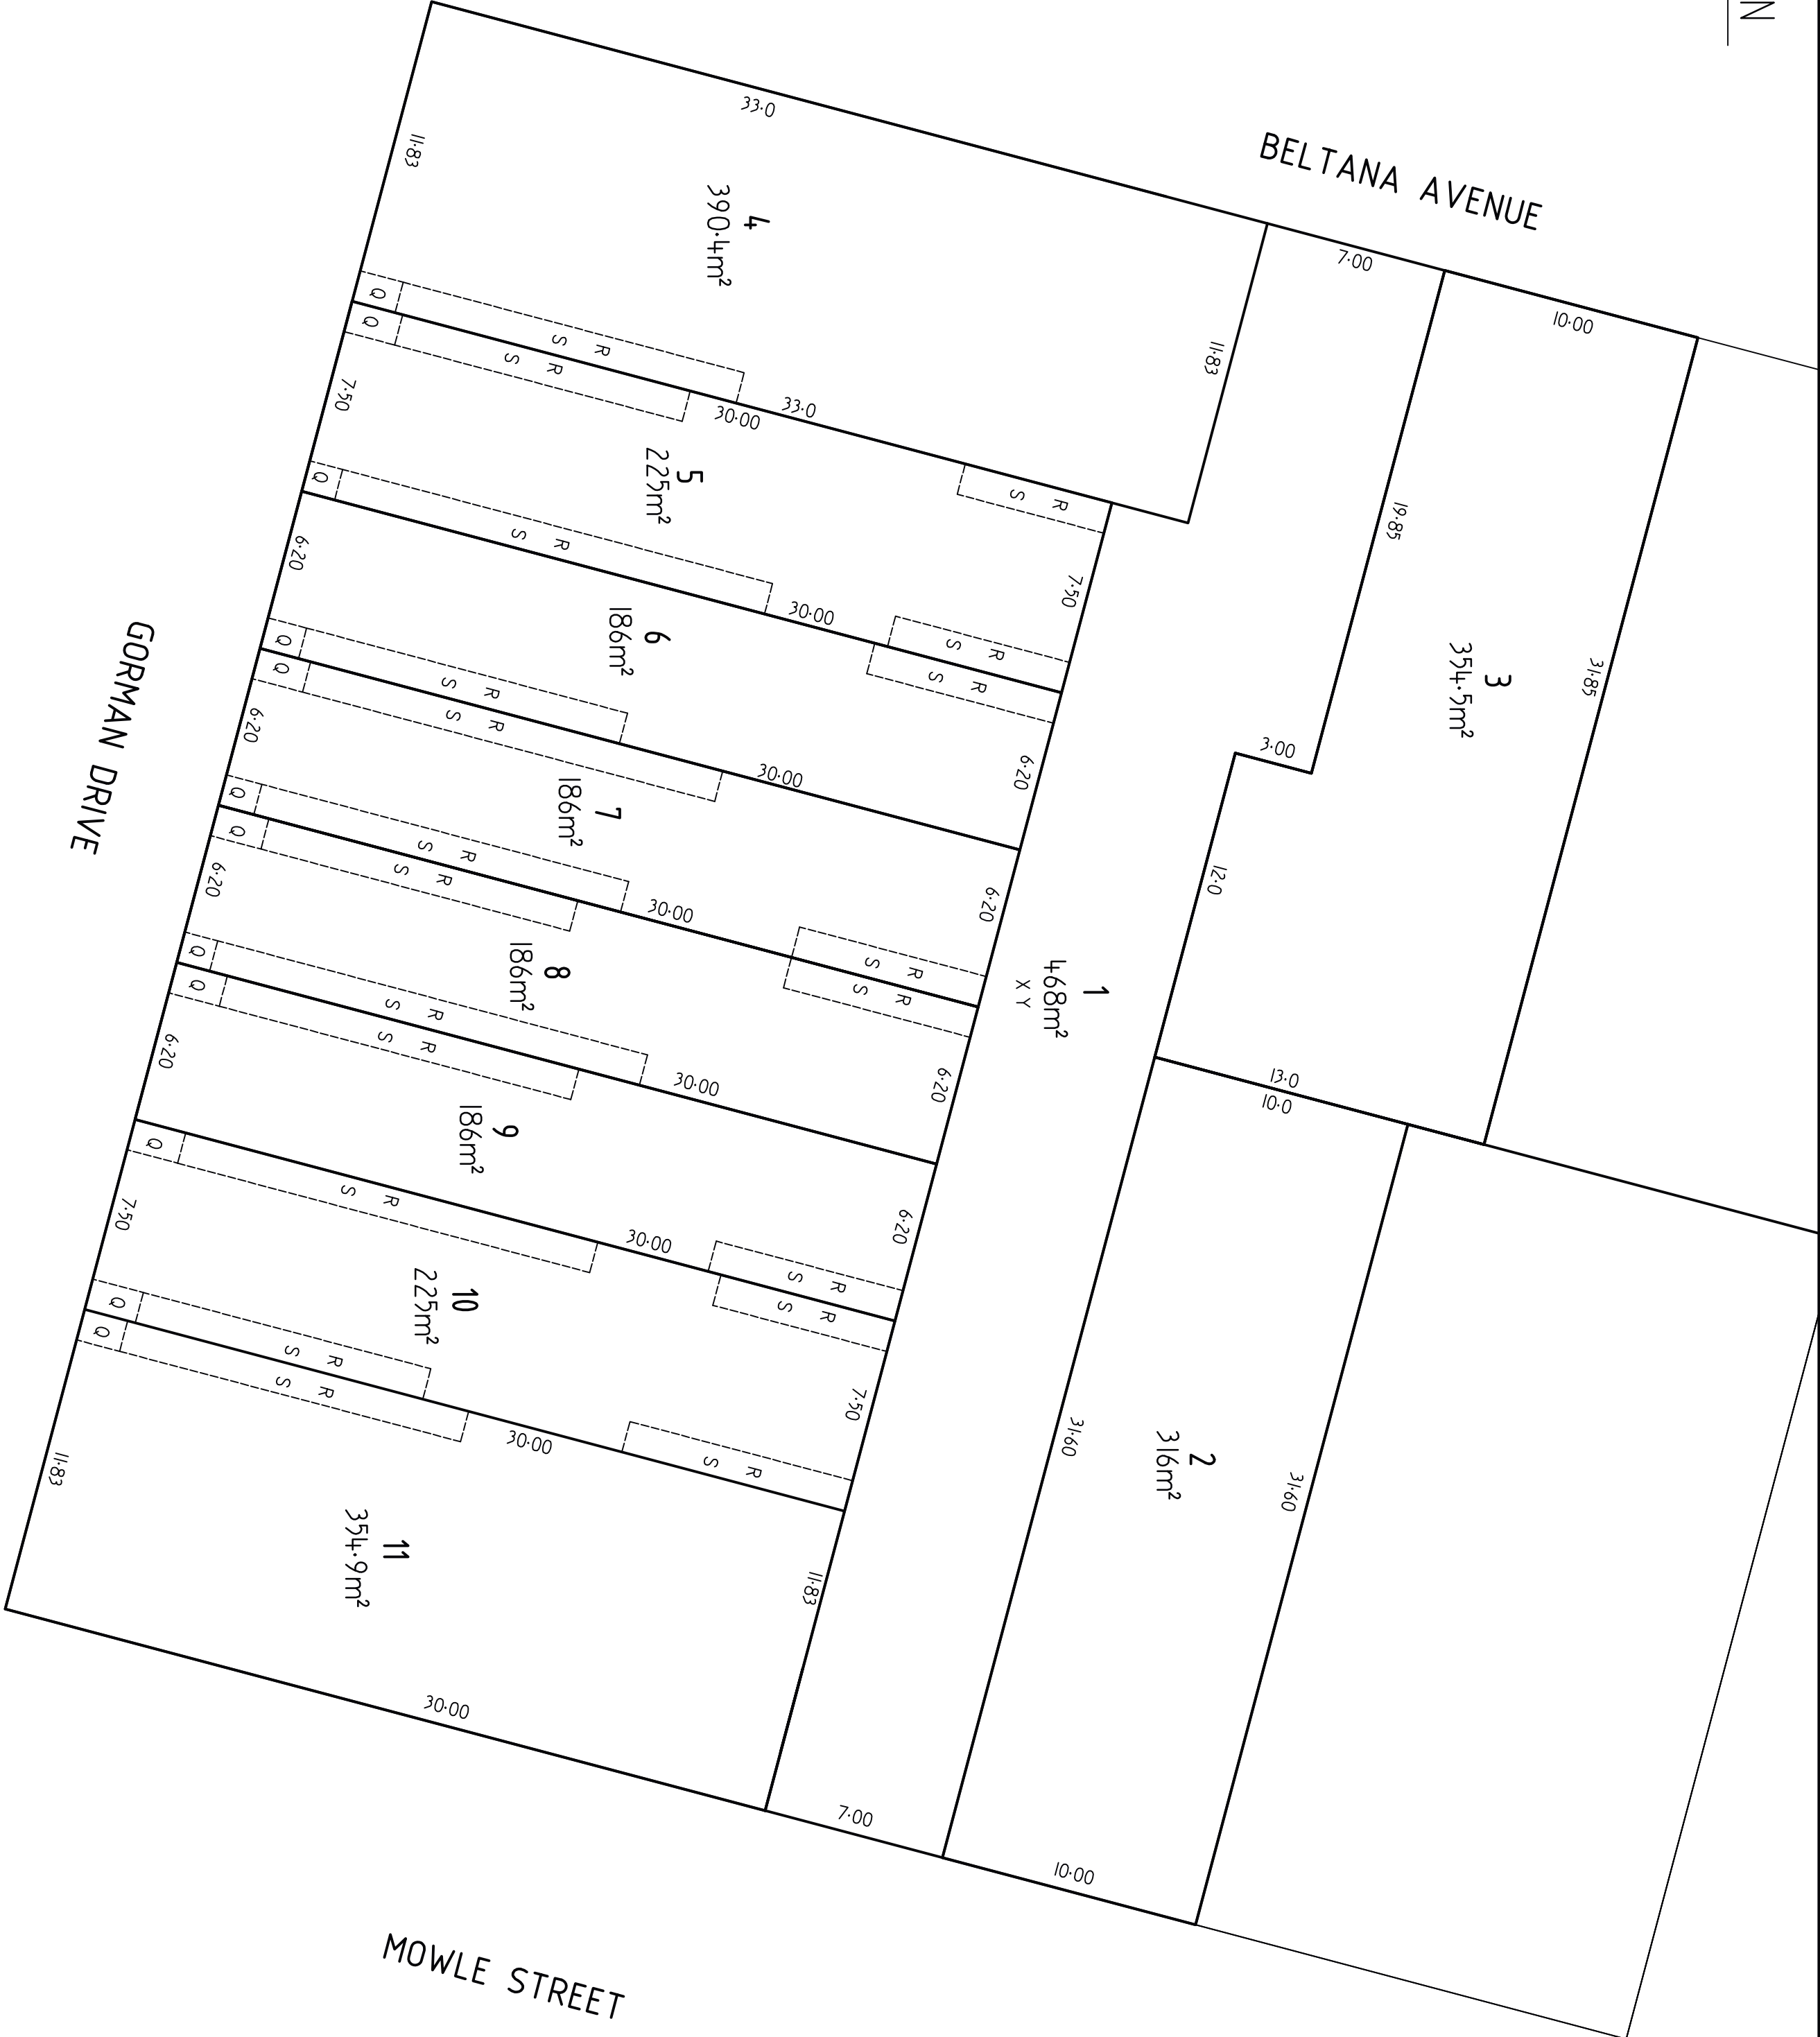 N
BELTANA AVENUE
33·0
7·00
10·00
11·83
4
390·4m²
11·83
Q
S R
Q
S R
33·0
30·00
7·50
5
225m²
S R
7·50
19·85
3
354·5m²
31·85
3·00
12·0
13·0
10·0
Q
S R
30·00
S R
S R
6·20
6
186m²
6·20
Q
S R
Q
S R
30·00
6·20
7
186m²
6·20
Q
S R
Q
S R
30·00
S R
S R
6·20
8
186m²
6·20
1
468m²
X Y
Q
S R
Q
S R
30·00
6·20
9
186m²
6·20
Q
S R
30·00
S R
S R
7·50
10
225m²
7·50
Q
S R
Q
S R
30·00
S R
31·60
2
316m²
31·60
11·83
11
354·9m²
11·83
30·00
7·00
10·00
GORMAN DRIVE
MOWLE STREET